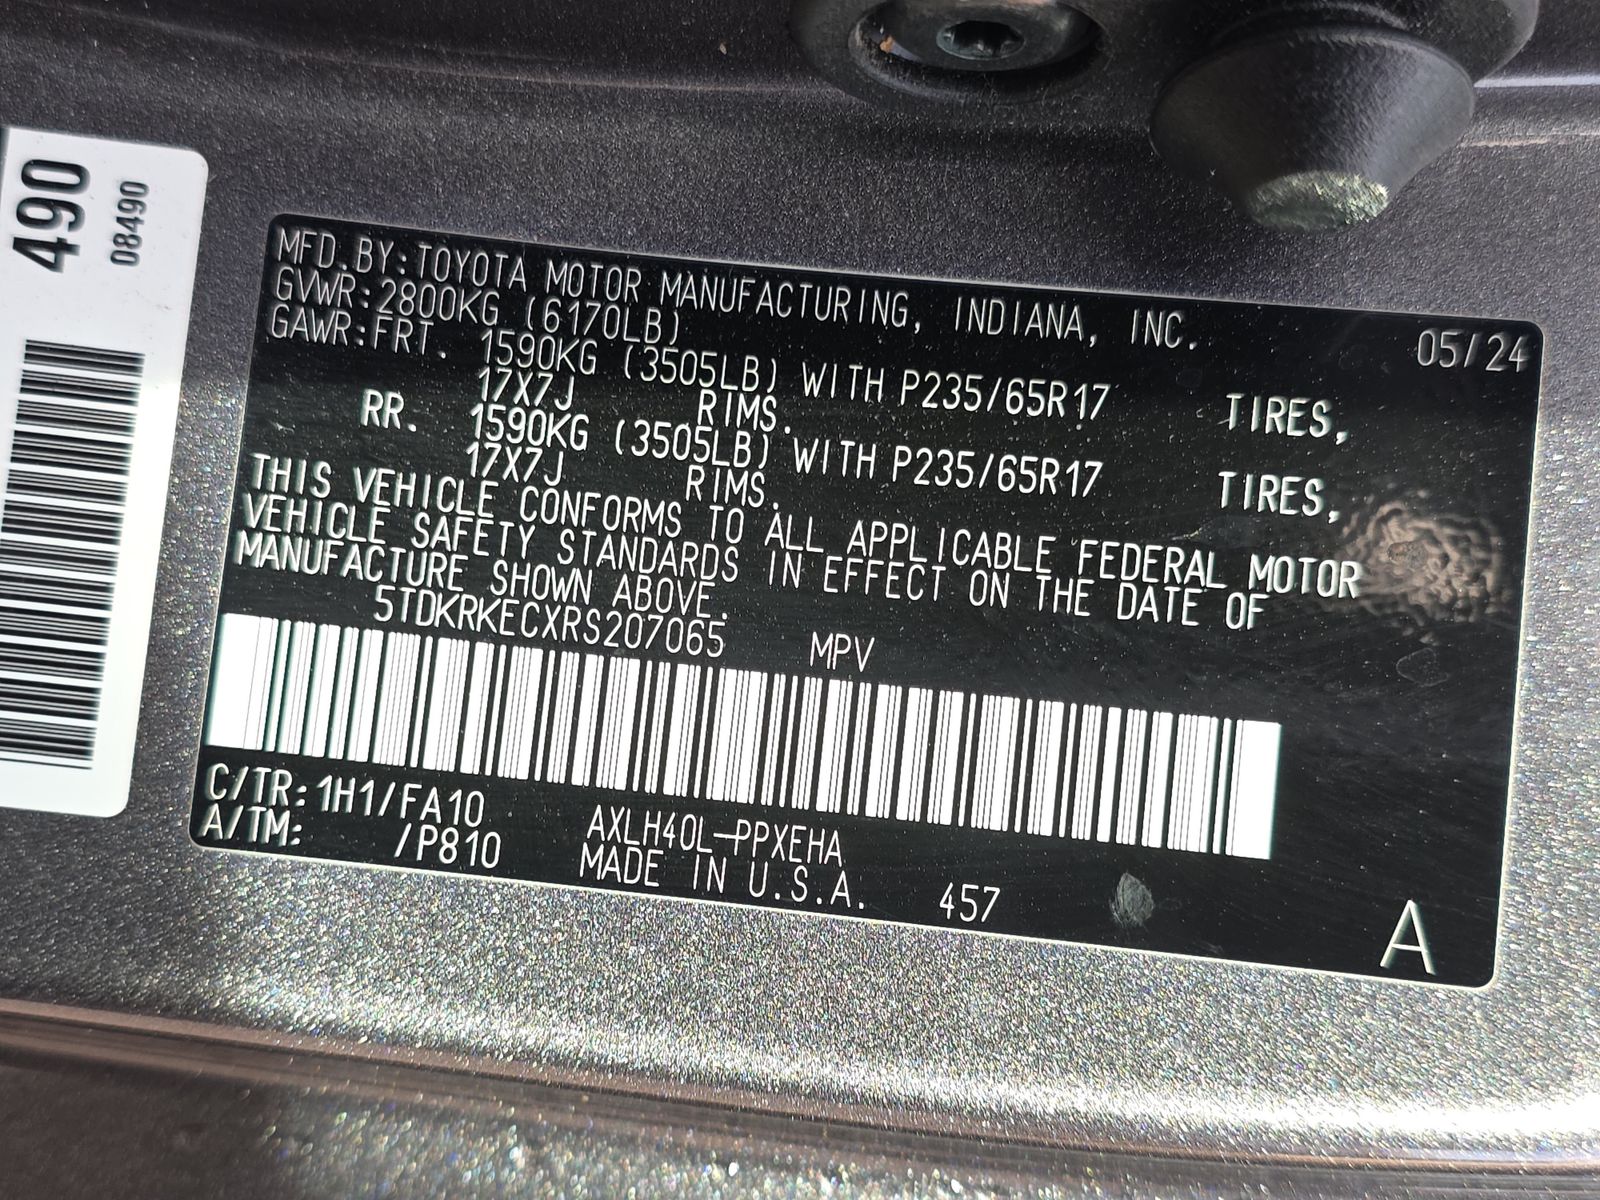 490
08490
MFD.BY:TOYOTA MOTOR MANUFACTURING, INDIANA, INC. 05/24
GVWR:2800KG (6170LB)
GAWR:FRT. 1590KG (3505LB) WITH P235/65R17 TIRES,
17X7J RIMS.
RR. 1590KG (3505LB) WITH P235/65R17 TIRES,
17X7J RIMS.
THIS VEHICLE CONFORMS TO ALL APPLICABLE FEDERAL MOTOR
VEHICLE SAFETY STANDARDS IN EFFECT ON THE DATE OF
MANUFACTURE SHOWN ABOVE.
5TDKRKECXRS207065 MPV
C/TR:1H1/FA10 AXLH40L-PPXEHA
A/TM: /P810 MADE IN U.S.A. 457 A